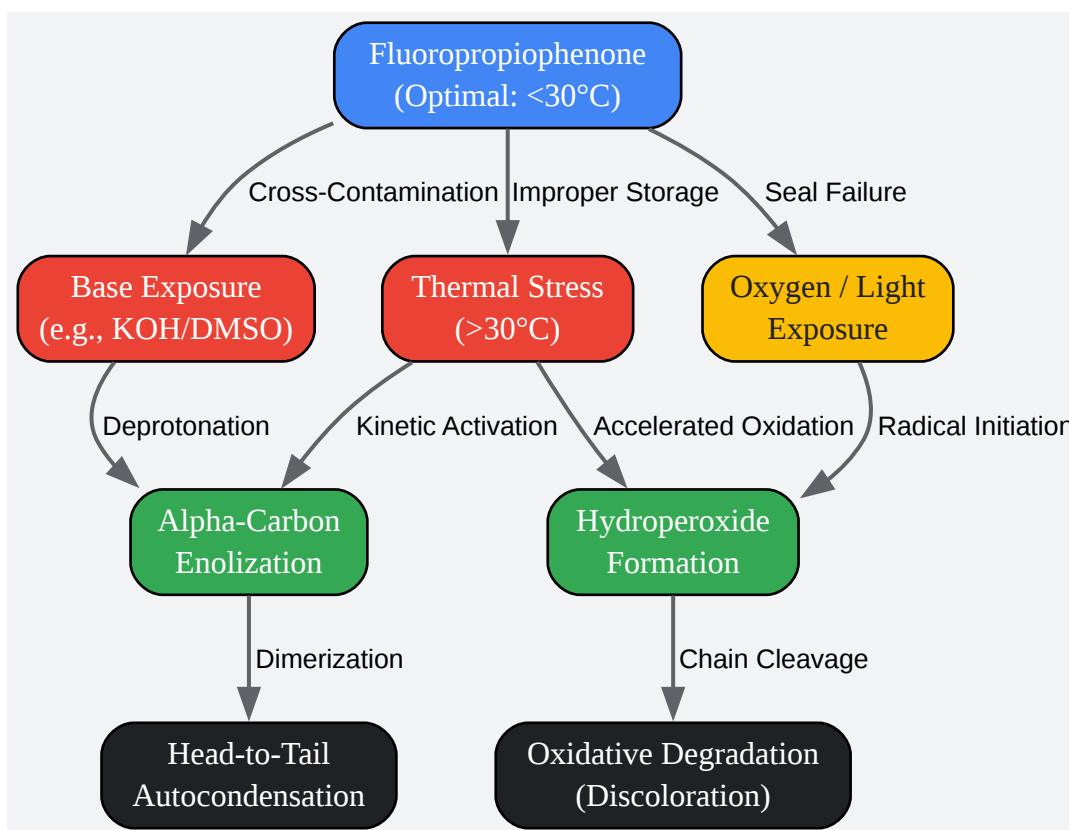 Fluoropropiophenone
(Optimal: <30°C)
Cross-Contamination
Improper Storage
Seal Failure
Base Exposure
(e.g., KOH/DMSO)
Thermal Stress
(>30°C)
Oxygen / Light
Exposure
Deprotonation
Kinetic Activation
Accelerated Oxidation
Radical Initiation
Alpha-Carbon
Enolization
Hydroperoxide
Formation
Dimerization
Chain Cleavage
Head-to-Tail
Autocondensation
Oxidative Degradation
(Discoloration)